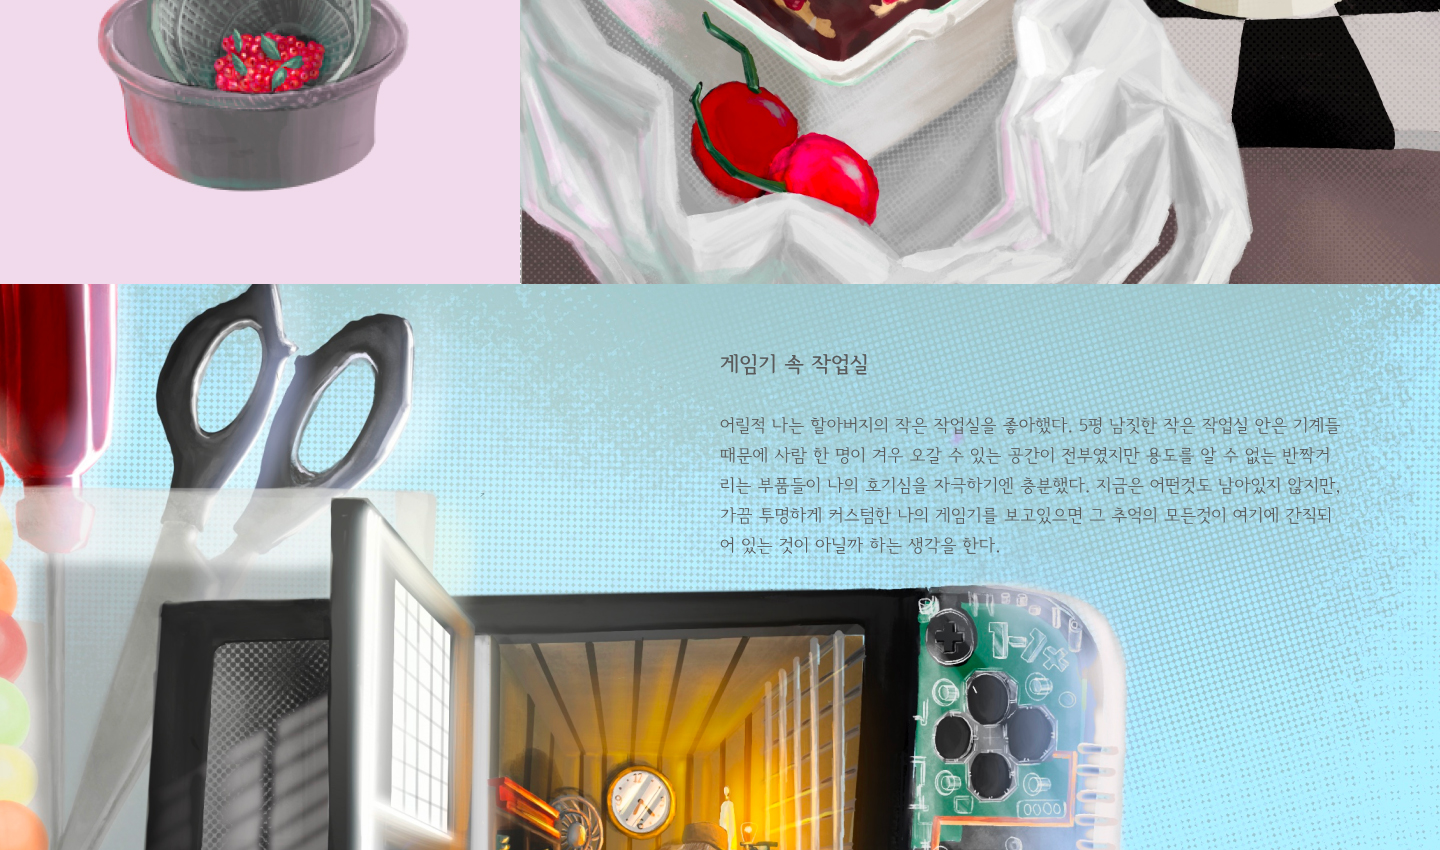 게임기 속 작업실
어릴적 나는 할아버지의 작은 작업실을 좋아했다. 5평 남짓한 작은 작업실 안은 기계들
때문에 사람 한 명이 겨우 오갈 수 있는 공간이 전부였지만 용도를 알 수 없는 반짝거
리는 부품들이 나의 호기심을 자극하기엔 충분했다. 지금은 어떤것도 남아있지 않지만,
가끔 투명하게 커스텀한 나의 게임기를 보고있으면 그 추억의 모든것이 여기에 간직되
어 있는 것이 아닐까 하는 생각을 한다.